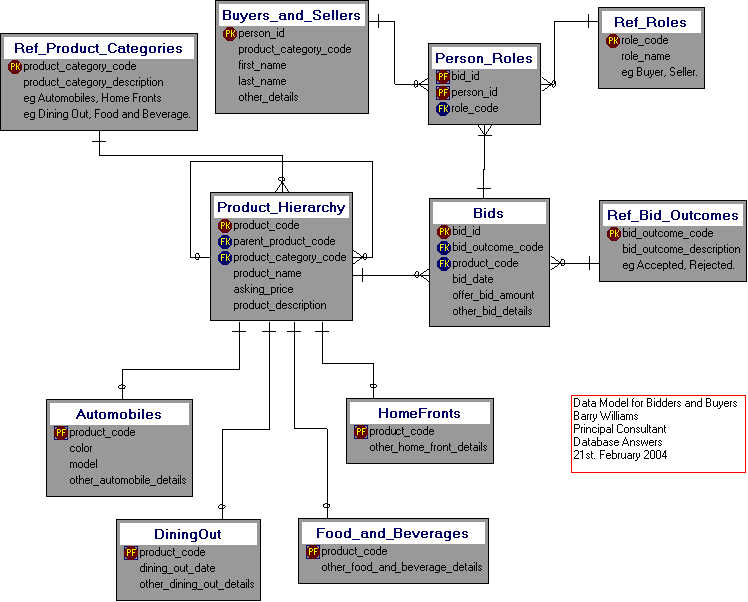 Ref_Product_Categories
PK product_category_code
product_category_description
eg Automobiles, Home Fronts
eg Dining Out, Food and Beverage.
Buyers_and_Sellers
PK person_id
product_category_code
first_name
last_name
other_details
Person_Roles
PF bid_id
PF person_id
FK role_code
Ref_Roles
PK role_code
role_name
eg Buyer, Seller.
Product_Hierarchy
PK product_code
FK parent_product_code
FK product_category_code
product_name
asking_price
product_description
Bids
PK bid_id
FK bid_outcome_code
FK product_code
bid_date
offer_bid_amount
other_bid_details
Ref_Bid_Outcomes
PK bid_outcome_code
bid_outcome_description
eg Accepted, Rejected.
Automobiles
PF product_code
color
model
other_automobile_details
HomeFronts
PF product_code
other_home_front_details
Data Model for Bidders and Buyers
Barry Williams
Principal Consultant
Database Answers
21st. February 2004
DiningOut
PF product_code
dining_out_date
other_dining_out_details
Food_and_Beverages
PF product_code
other_food_and_beverage_details